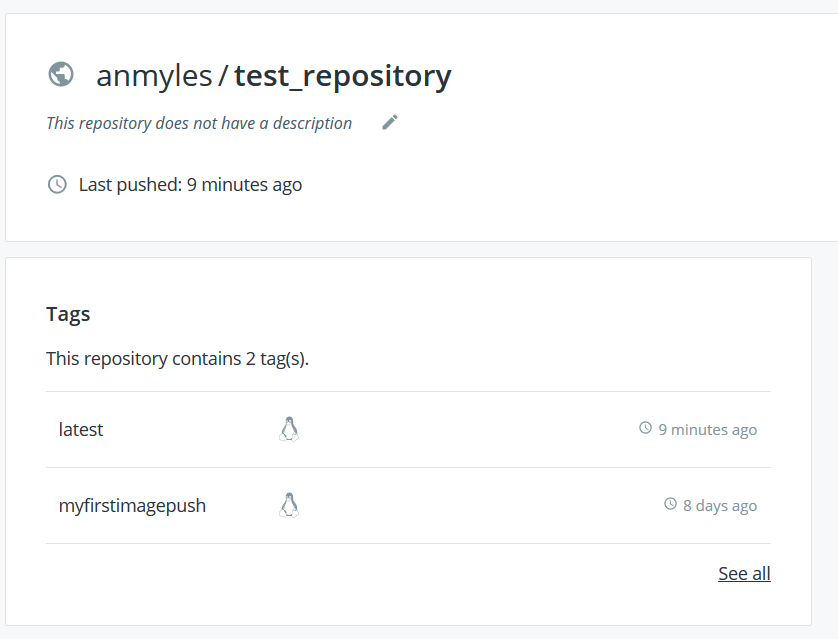 anmyles / test_repository
This repository does not have a description
Last pushed: 9 minutes ago
Tags
This repository contains 2 tag(s).
latest 9 minutes ago
myfirstimagepush 8 days ago
See all